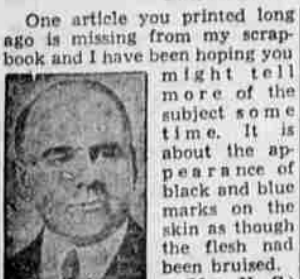 One article you printed long
ago is missing from my scrap-
book and I have been hoping you
might tell
more of the
subject some
time. It is
about the ap-
pearance of
black and blue
marks on the
skin as though
the flesh nad
been bruised.